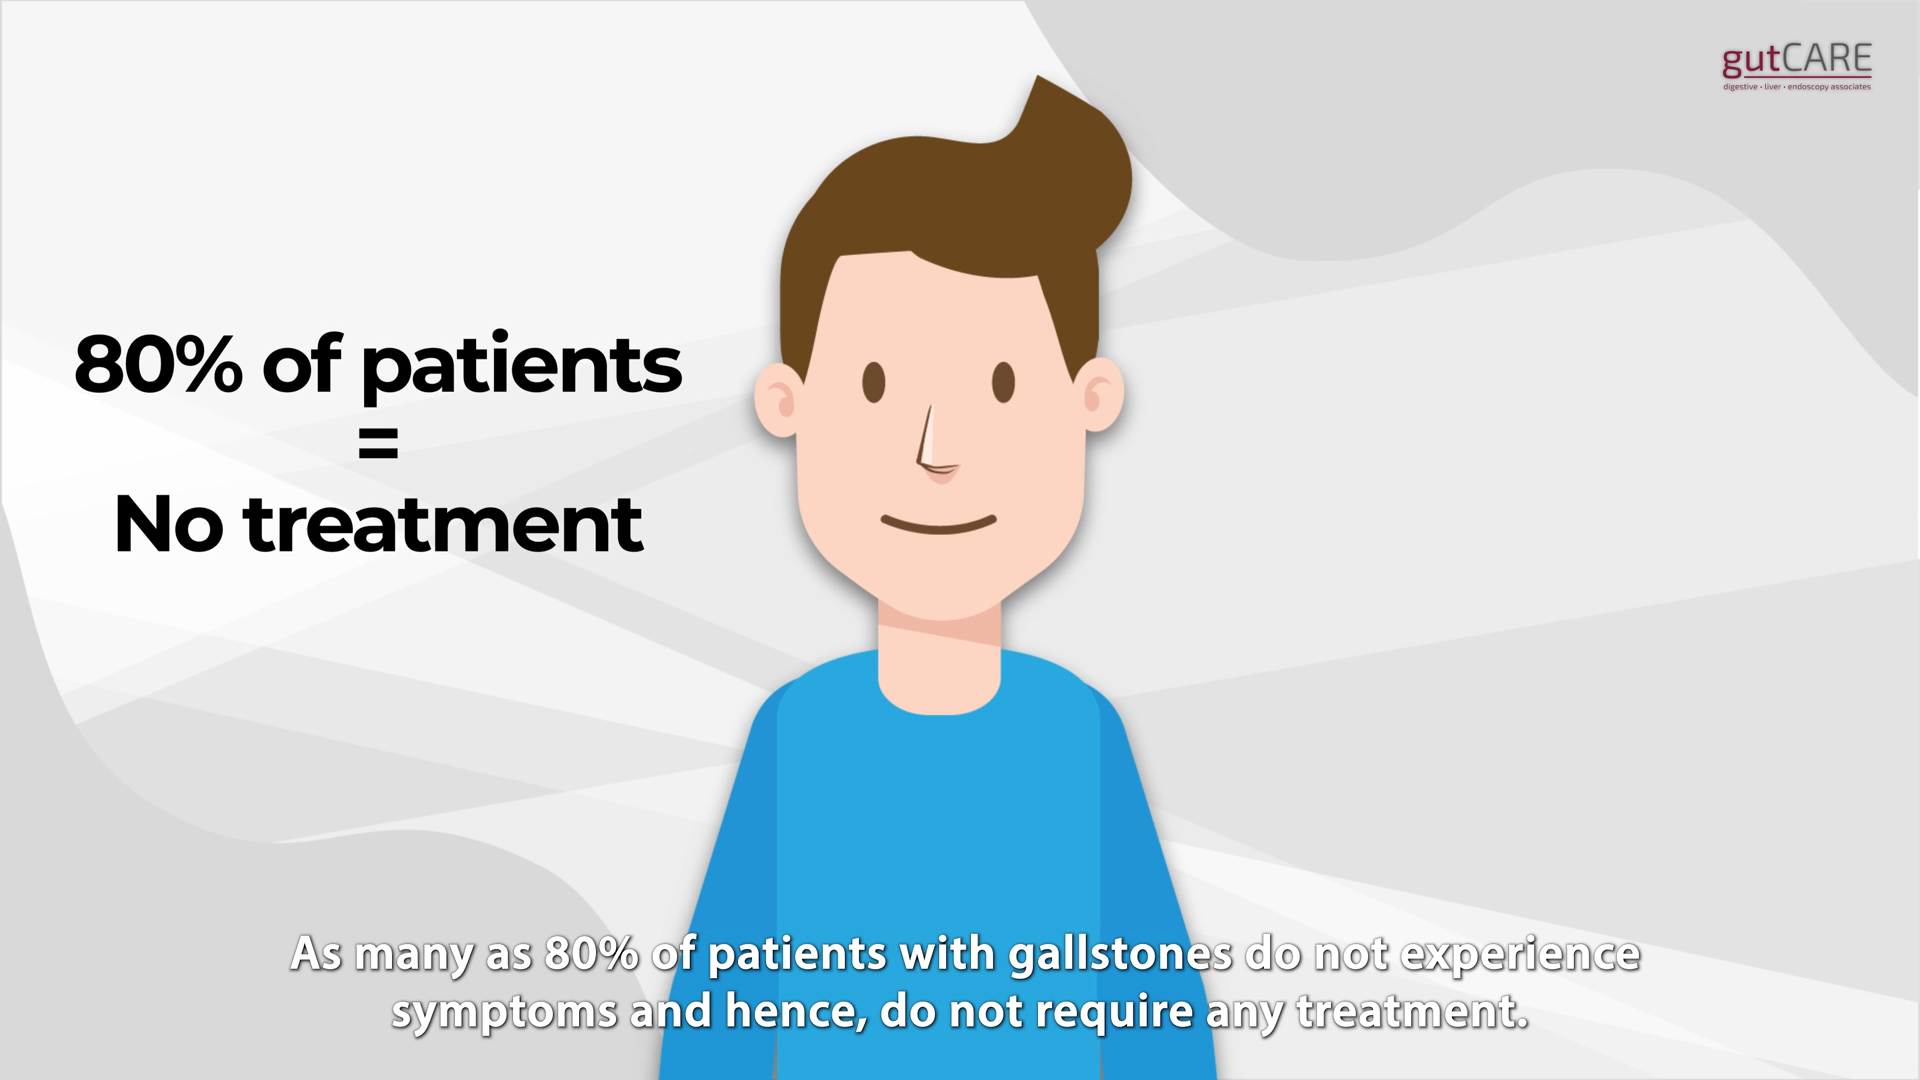 gutCARE
digestive • liver • endoscopy associates
80% of patients
=
No treatment
As many as 80% of patients with gallstones do not experience
symptoms and hence, do not require any treatment.